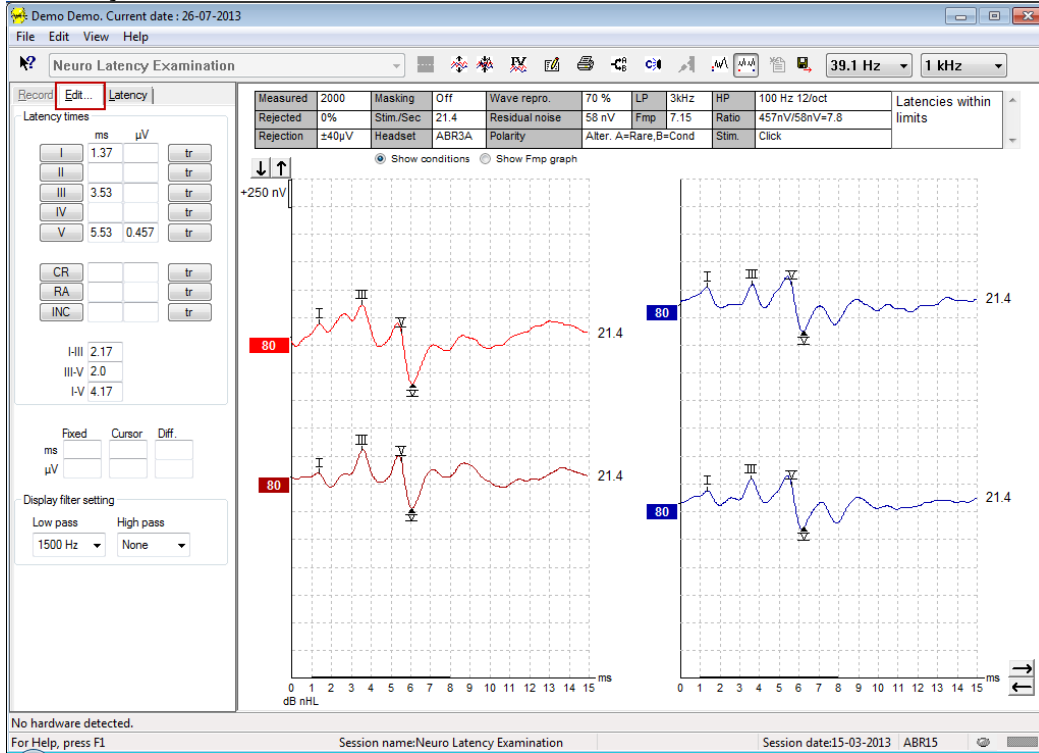 Demo Demo. Current date : 26-07-2013
File Edit View Help
Neuro Latency Examination 39.1 Hz 1 kHz
Record Edit... Latency
Latency times
ms µV
I 1.37 tr
II tr
III 3.53 tr
IV tr
V 5.53 0.457 tr
CR tr
RA tr
INC tr
I-III 2.17
III-V 2.0
I-V 4.17
Fixed Cursor Diff.
ms
µV
Display filter setting
Low pass High pass
1500 Hz None
Measured 2000 Masking Off Wave repro. 70 % LP 3kHz HP 100 Hz 12/oct
Rejected 0% Stim./Sec 21.4 Residual noise 58 nV Fmp 7.15 Ratio 457nV/58nV=7.8
Rejection ±40µV Headset ABR3A Polarity Alter. A=Rare,B=Cond Stim. Click
Latencies within
limits
Show conditions Show Fmp graph
+250 nV
I III V
80 21.4
V
I III V
80 21.4
V
0 1 2 3 4 5 6 7 8 9 10 11 12 13 14 15 ms
dB nHL
I III V
80 21.4
V
I III V
80 21.4
V
0 1 2 3 4 5 6 7 8 9 10 11 12 13 14 15 ms
No hardware detected.
For Help, press F1 Session name:Neuro Latency Examination Session date:15-03-2013 ABR15